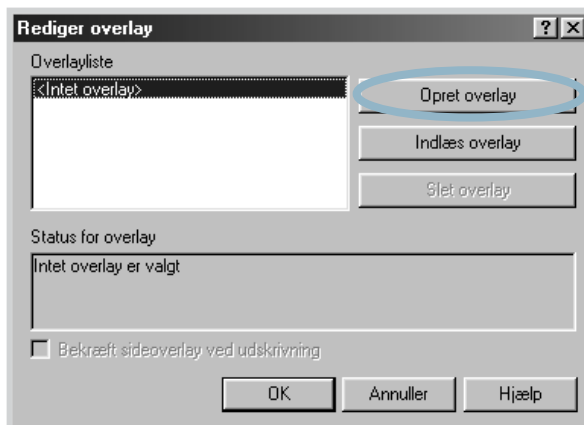 Rediger overlay
Overlayliste
<Intet overlay>
Opret overlay
Indlæs overlay
Slet overlay
Status for overlay
Intet overlay er valgt
Bekræft sideoverlay ved udskrivning
OK
Annuller
Hjælp